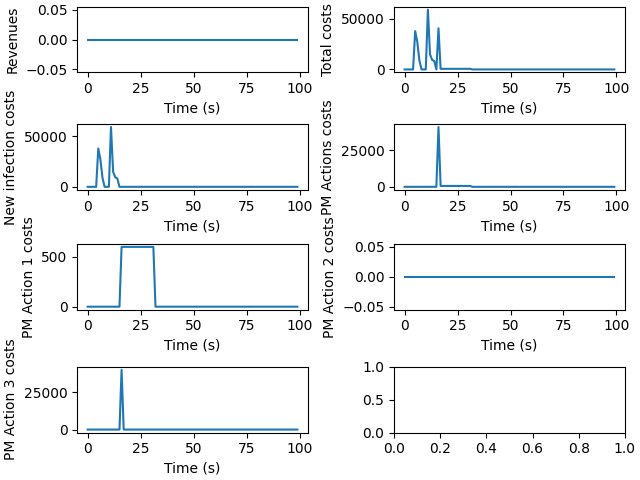 Revenues
0.05
0.00
−0.05
0 25 50 75 100
Time (s)
Total costs
50000
0
0 25 50 75 100
Time (s)
New infection costs
50000
0
0 25 50 75 100
Time (s)
PM Actions costs
25000
0
0 25 50 75 100
Time (s)
PM Action 1 costs
500
0
0 25 50 75 100
Time (s)
PM Action 2 costs
0.05
0.00
−0.05
0 25 50 75 100
Time (s)
PM Action 3 costs
25000
0
0 25 50 75 100
Time (s)
1.0
0.5
0.0
0.0 0.2 0.4 0.6 0.8 1.0